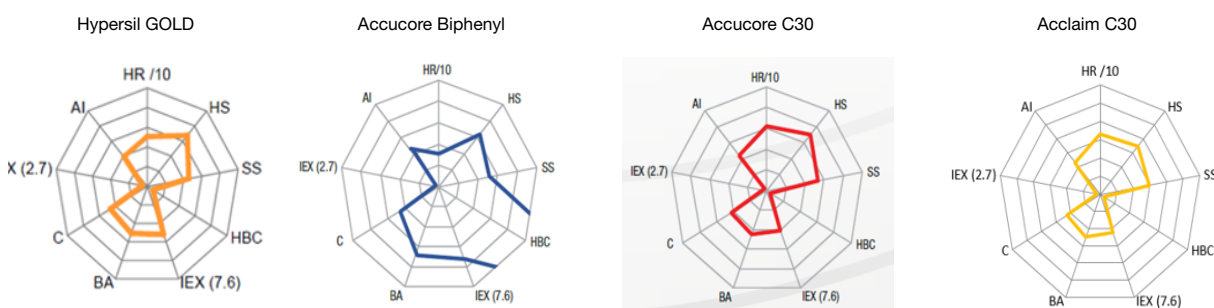 Hypersil GOLD
HR /10
HS
SS
HBC
IEX (7.6)
BA
C
X (2.7)
AI
Accucore Biphenyl
HR/10
HS
SS
HBC
IEX (7.6)
BA
C
IEX (2.7)
AI
Accucore C30
HR/10
HS
SS
HBC
IEX (7.6)
BA
C
IEX (2.7)
AI
Acclaim C30
HR /10
HS
SS
HBC
IEX (7.6)
BA
C
IEX (2.7)
AI